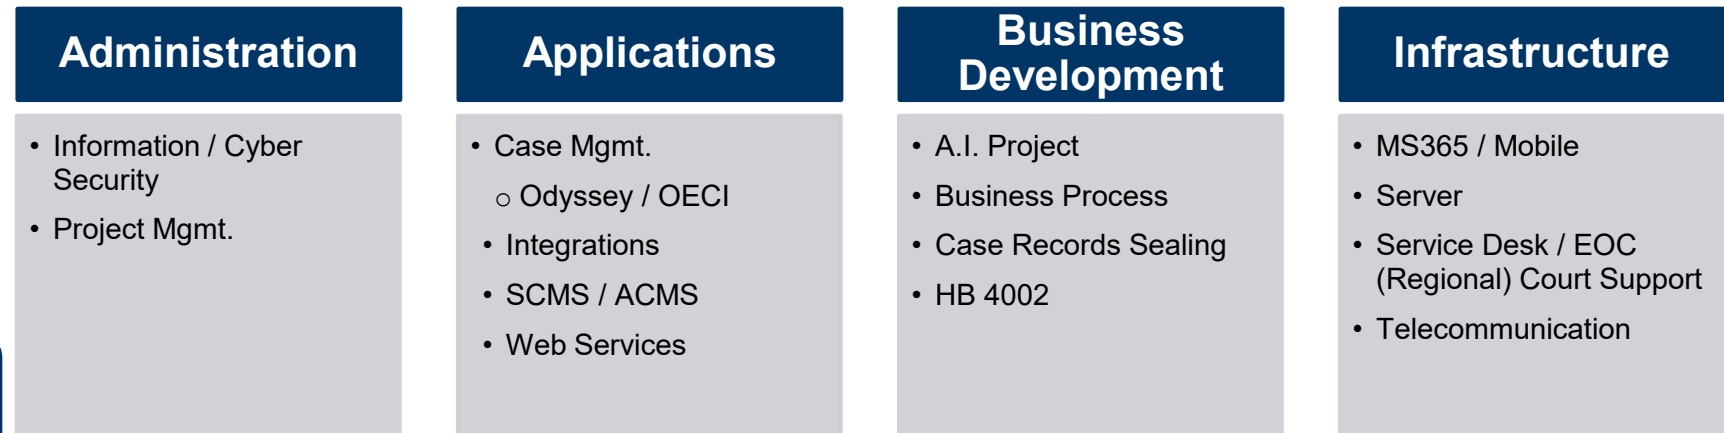 Administration
• Information / Cyber
Security
• Project Mgmt.
Applications
• Case Mgmt.
o Odyssey / OECI
• Integrations
• SCMS / ACMS
• Web Services
Business
Development
• A.I. Project
• Business Process
• Case Records Sealing
• HB 4002
Infrastructure
• MS365 / Mobile
• Server
• Service Desk / EOC
(Regional) Court Support
• Telecommunication